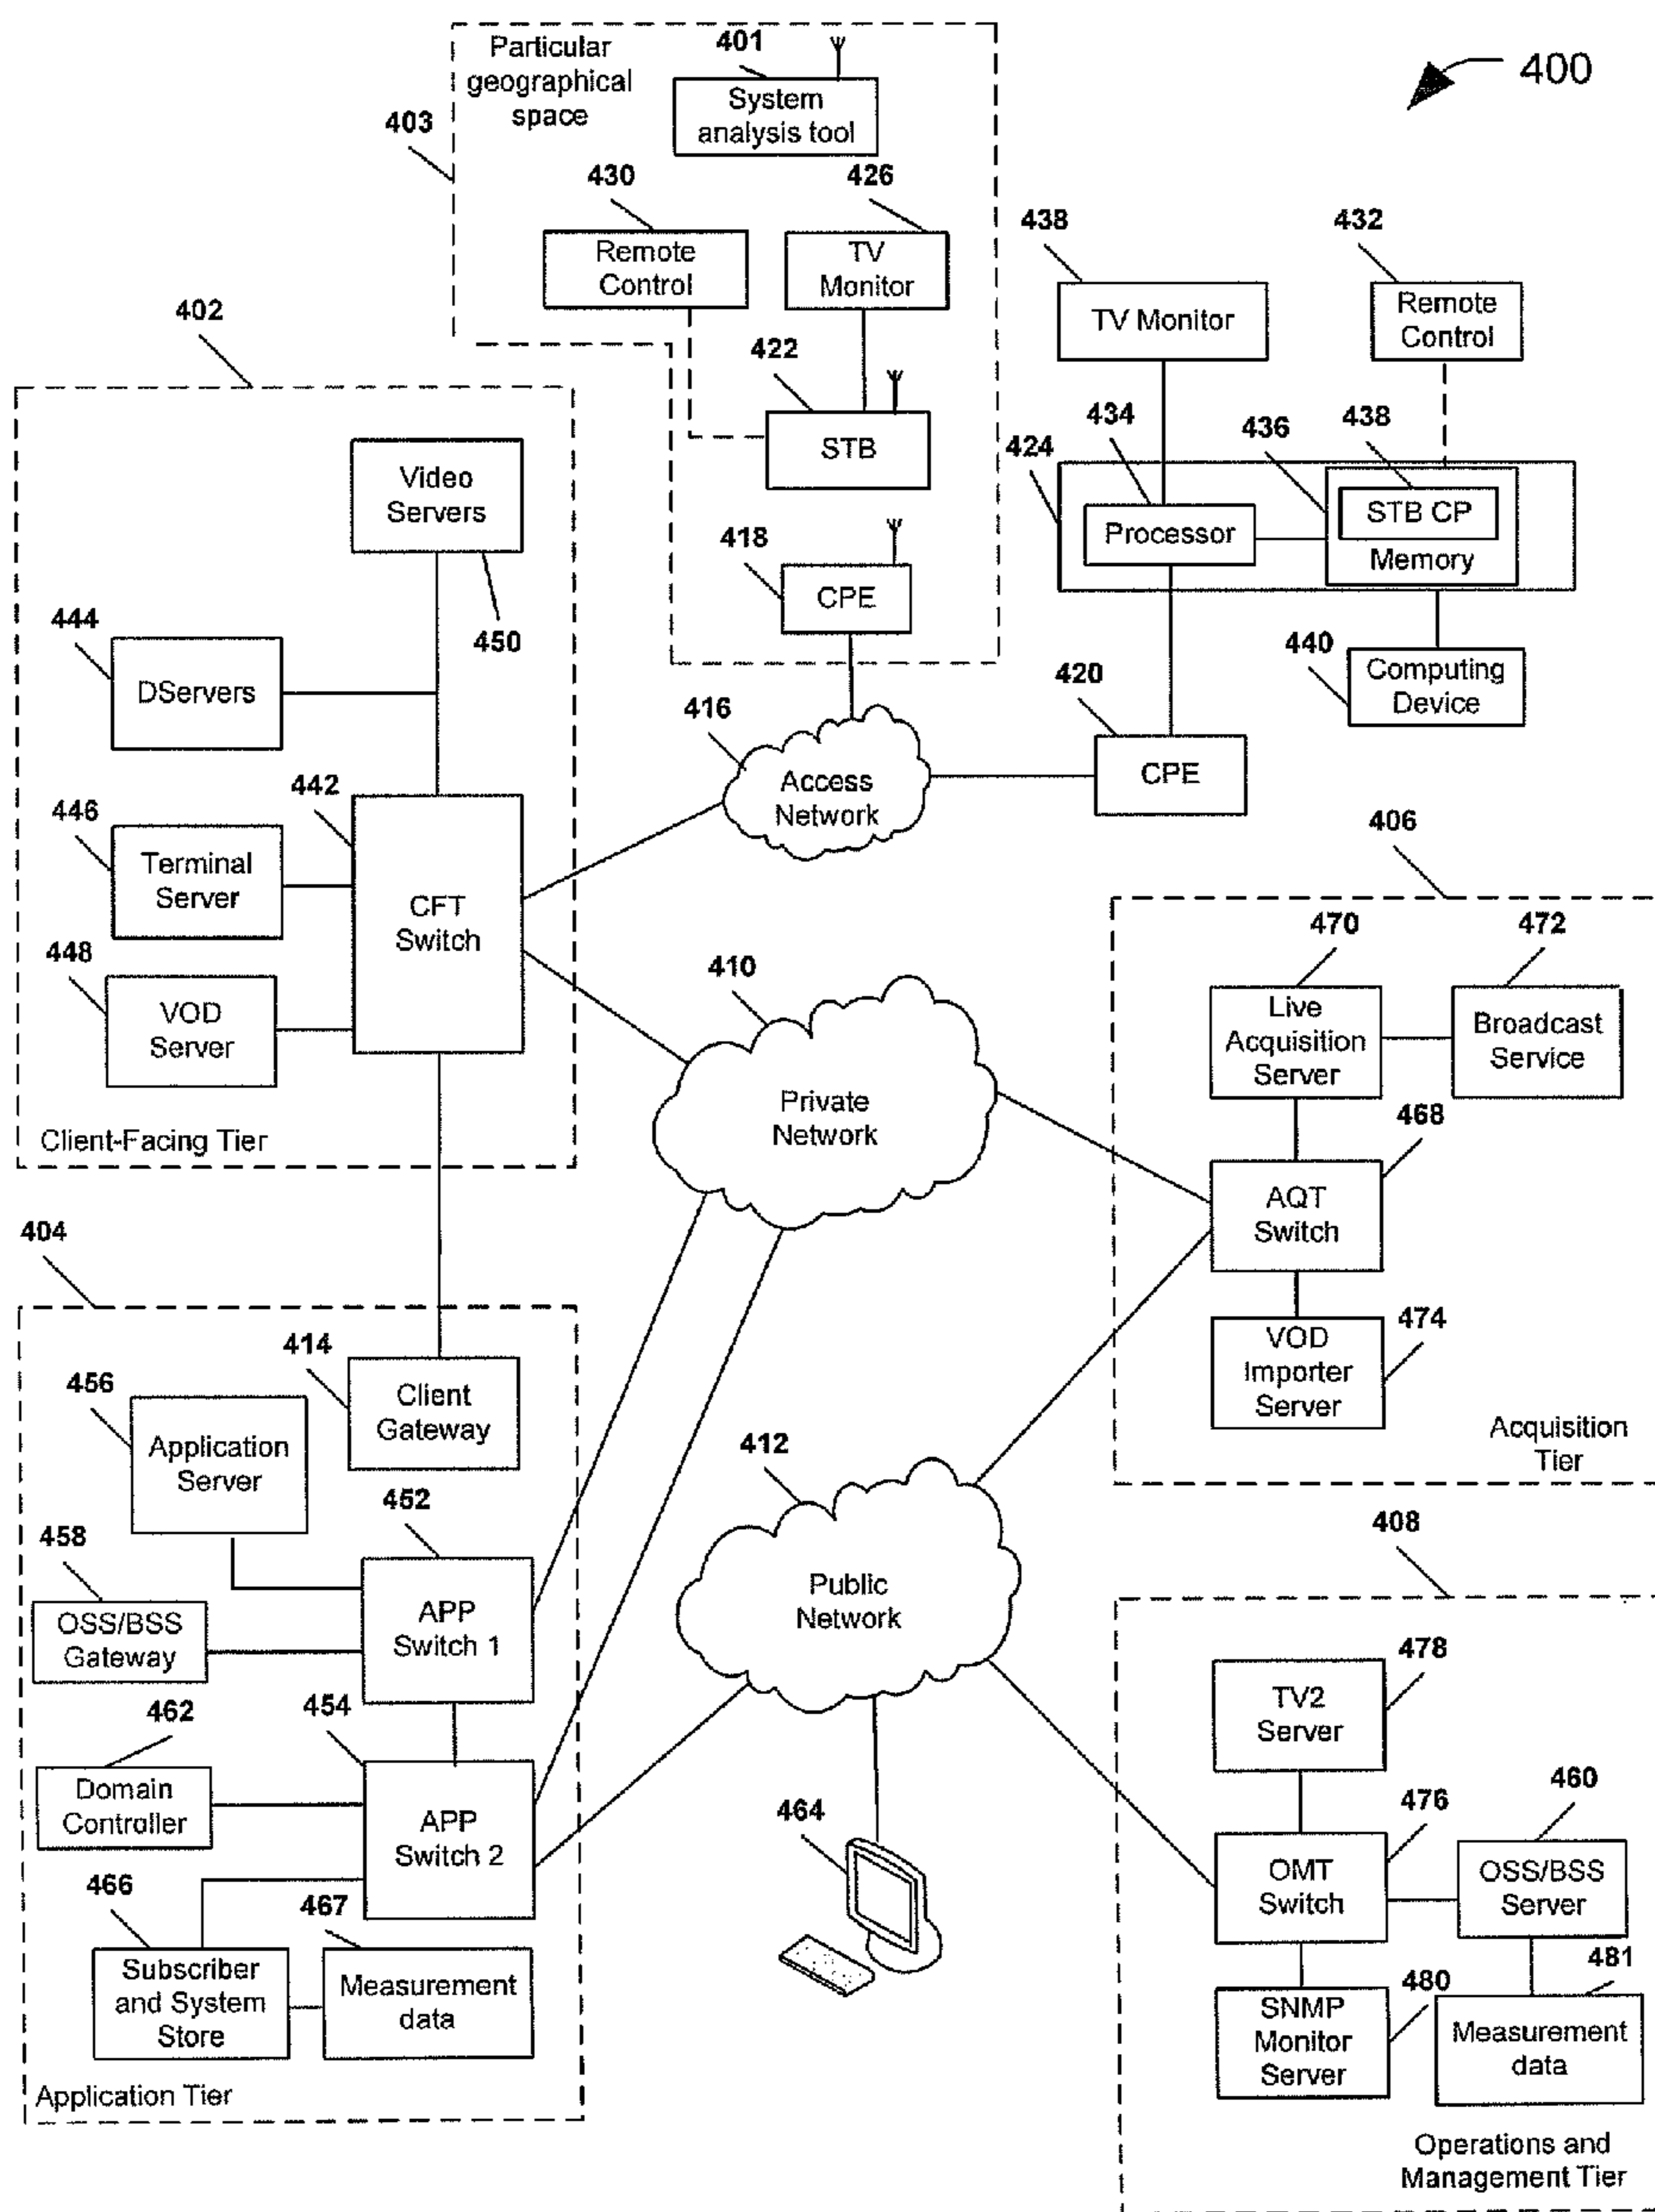 400
Particular
geographical
space
401
System
analysis tool
403
430
Remote
Control
426
TV
Monitor
422
STB
418
CPE
438
TV Monitor
432
Remote
Control
424
434
Processor
436
438
STB CP
Memory
440
Computing
Device
420
CPE
416
Access
Network
402
Video
Servers
450
444
DServers
442
CFT
Switch
446
Terminal
Server
448
VOD
Server
Client-Facing Tier
410
Private
Network
406
470
Live
Acquisition
Server
472
Broadcast
Service
468
AQT
Switch
474
VOD
Importer
Server
Acquisition
Tier
404
414
Client
Gateway
456
Application
Server
452
APP
Switch 1
458
OSS/BSS
Gateway
462
Domain
Controller
454
APP
Switch 2
466
Subscriber
and System
Store
467
Measurement
data
Application Tier
412
Public
Network
464
408
478
TV2
Server
476
OMT
Switch
460
OSS/BSS
Server
480
SNMP
Monitor
Server
481
Measurement
data
Operations and
Management Tier